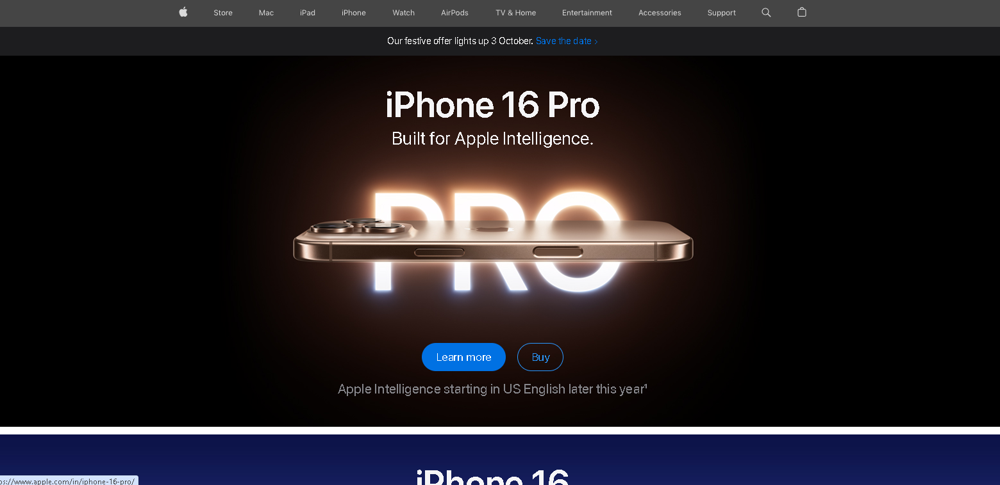 Store Mac iPad iPhone Watch AirPods TV & Home Entertainment Accessories Support
Our festive offer lights up 3 October. Save the date >
iPhone 16 Pro
Built for Apple Intelligence.
PRO
Learn more Buy
Apple Intelligence starting in US English later this year¹
iPhone 16
ps://www.apple.com/in/iphone-16-pro/